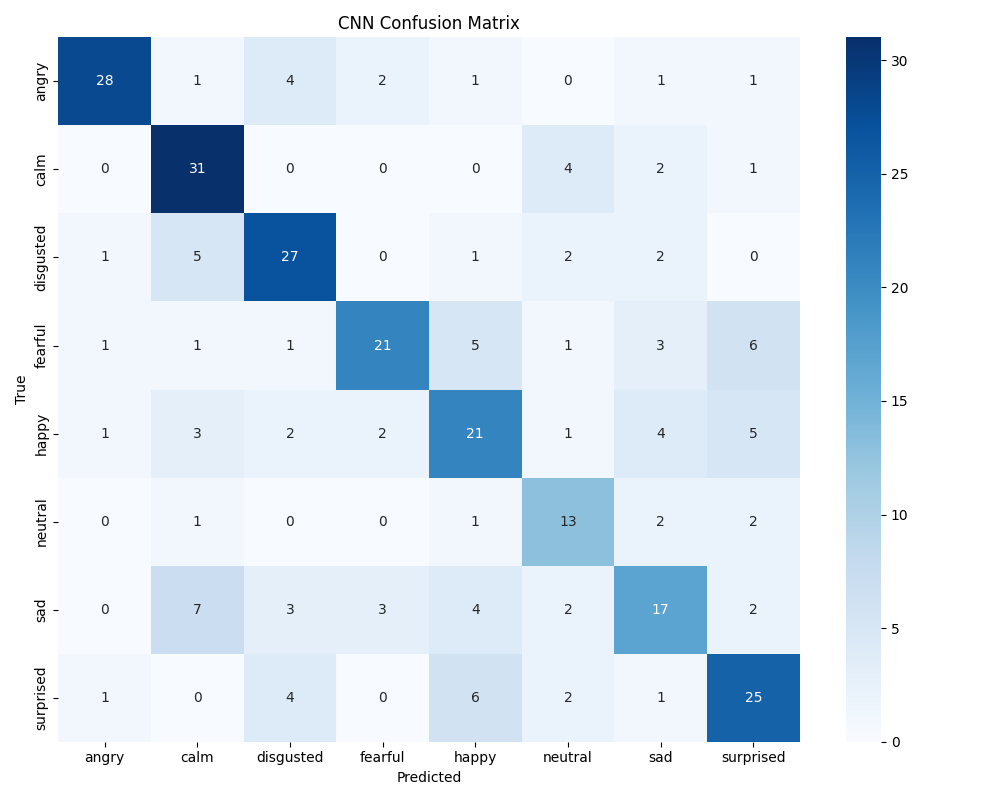 CNN Confusion Matrix
angry 28 1 4 2 1 0 1 1
calm 0 31 0 0 0 4 2 1
disgusted 1 5 27 0 1 2 2 0
fearful 1 1 1 21 5 1 3 6
happy 1 3 2 2 21 1 4 5
neutral 0 1 0 0 1 13 2 2
sad 0 7 3 3 4 2 17 2
surprised 1 0 4 0 6 2 1 25
angry calm disgusted fearful happy neutral sad surprised
Predicted
True
30
25
20
15
10
5
0